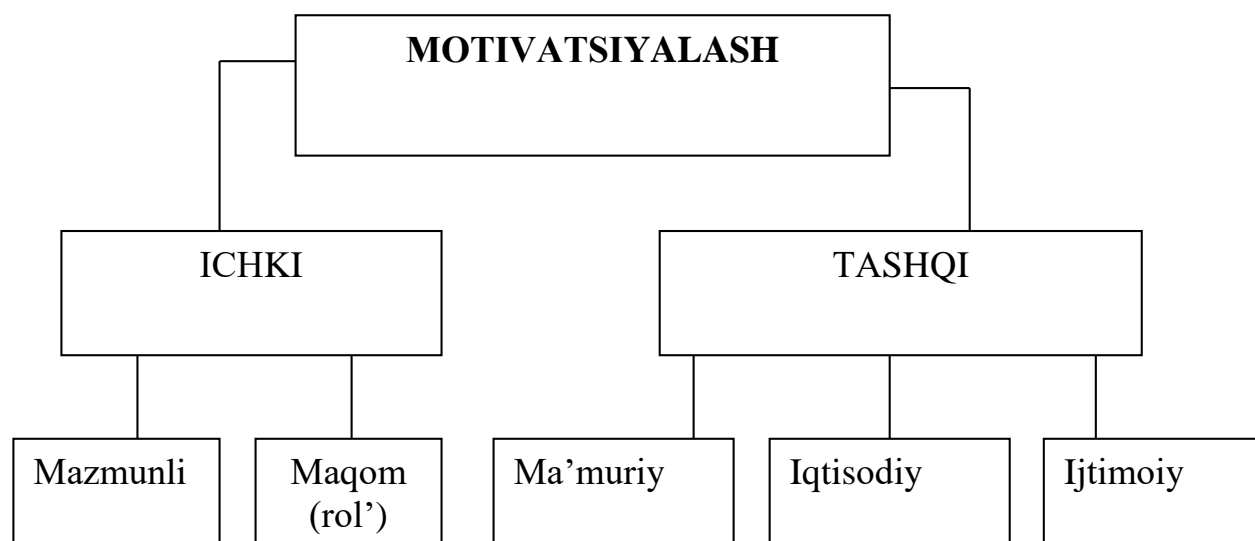 MOTIVATSIYALASH
ICHKI
TASHQI
Mazmunli
Maqom
(rol’)
Ma’muriy
Iqtisodiy
Ijtimoiy